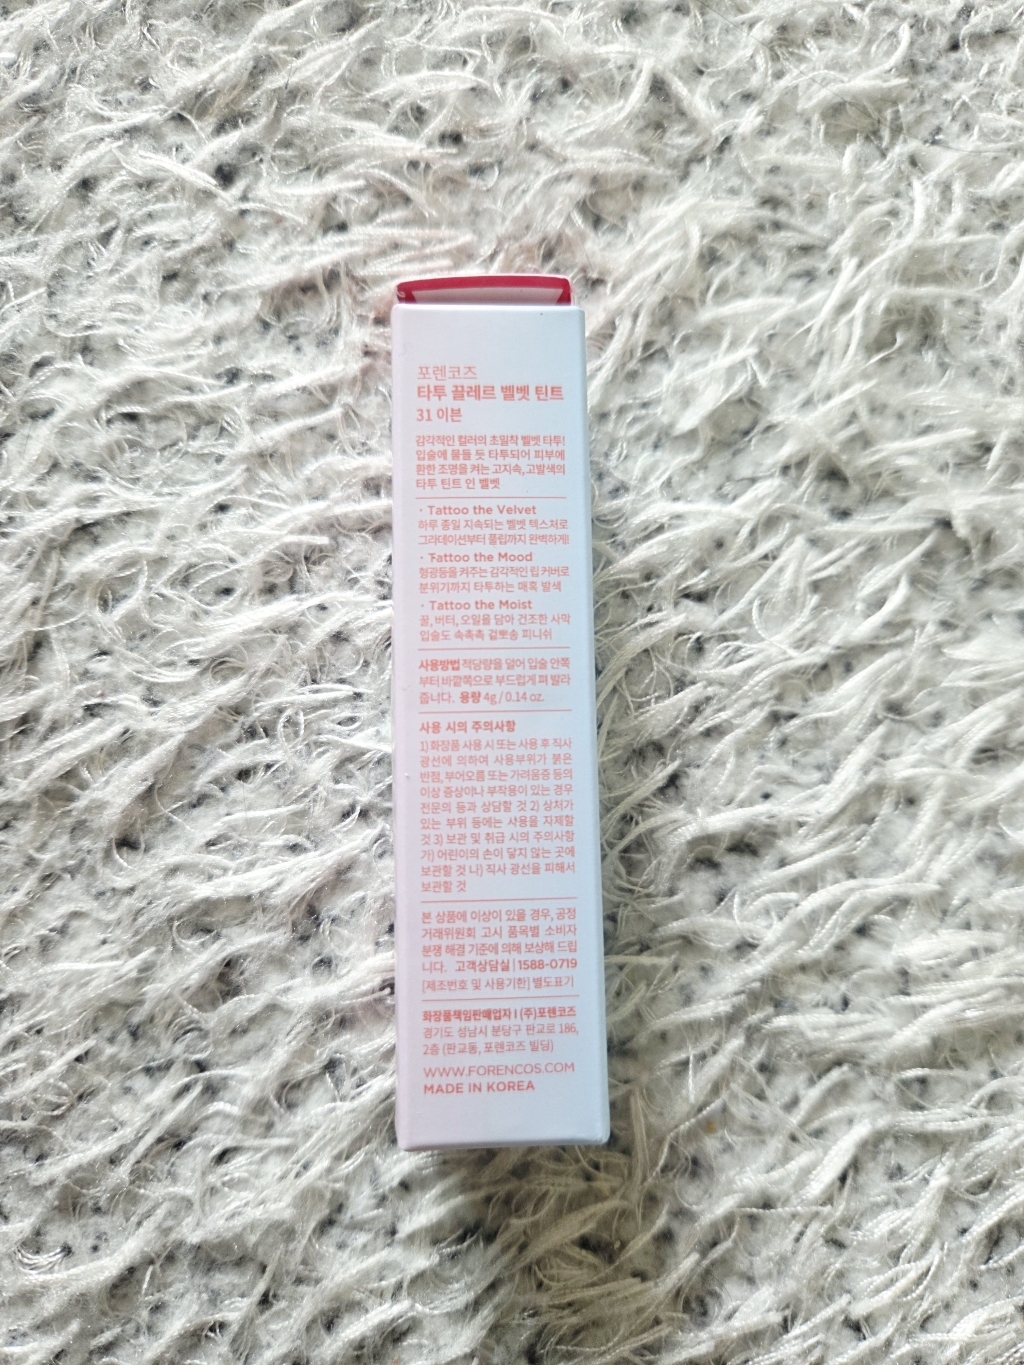 포렌코즈
타투 끌레르 벨벳 틴트
31 이븐
감각적인 컬러의 초밀착 벨벳 타투!
입술에 물들 듯 타투되어 피부에
환한 조명을 켜는 고지속, 고발색의
타투 틴트 인 벨벳
· Tattoo the Velvet
하루 종일 지속되는 벨벳 텍스처로
그라데이션부터 풀립까지 완벽하게!
· Tattoo the Mood
형광등을 켜주는 감각적인 립 커버로
분위기까지 타투하는 매혹 발색
· Tattoo the Moist
꿀, 버터, 오일을 담아 건조한 사막
입술도 속촉촉 겉뽀송 피니쉬
사용방법 적당량을 덜어 입술 안쪽
부터 바깥쪽으로 부드럽게 펴 발라
줍니다. 용량 4g / 0.14 oz.
사용 시의 주의사항
1) 화장품 사용 시 또는 사용 후 직사
광선에 의하여 사용부위가 붉은
반점, 부어오름 또는 가려움증 등의
이상 증상이나 부작용이 있는 경우
전문의 등과 상담할 것 2) 상처가
있는 부위 등에는 사용을 자제할
것 3) 보관 및 취급 시의 주의사항
가) 어린이의 손이 닿지 않는 곳에
보관할 것 나) 직사 광선을 피해서
보관할 것
본 상품에 이상이 있을 경우, 공정
거래위원회 고시 품목별 소비자
분쟁 해결 기준에 의해 보상해 드립
니다. 고객상담실 | 1588-0719
[제조번호 및 사용기한] 별도표기
화장품책임판매업자 | (주)포렌코즈
경기도 성남시 분당구 판교로 186,
2층 (판교동, 포렌코즈 빌딩)
WWW.FORENCOS.COM
MADE IN KOREA